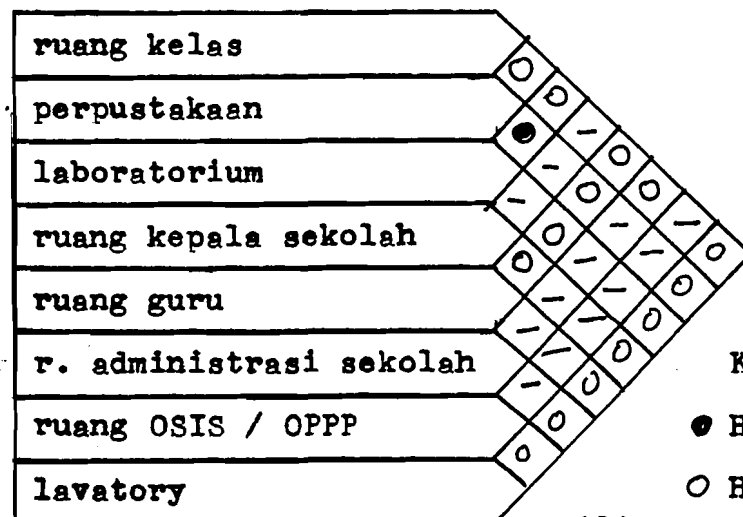 ruang kelas
perpustakaan
laboratorium
ruang kepala sekolah
ruang guru
r. administrasi sekolah
K
ruang OSIS / OPPP
H
lavatory
H